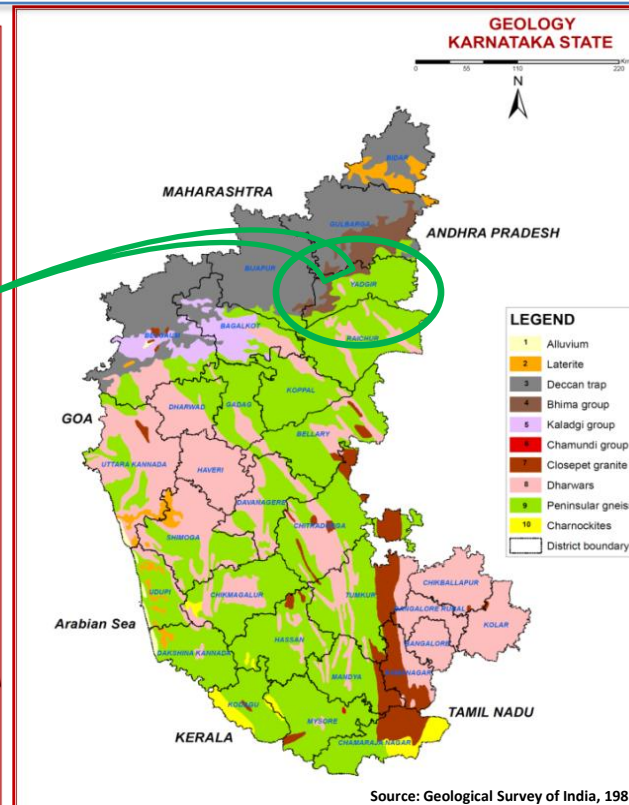 GEOLOGY
KARNATAKA STATE
0 55 110 220
N
BIDAR
MAHARASHTRA
GULBARGA
ANDHRA PRADESH
BIJAPUR
YADGIR
BAGALKOT
BELGAUM
RAICHUR
LEGEND
1 Alluvium
2 Laterite
3 Deccan trap
4 Bhima group
5 Kaladgi group
6 Chamundi group
7 Closepet granite
8 Dharwars
9 Peninsular gneis
10 Charnockites
District boundary
KOPPAL
GOA
DHARWAD
GADAG
BELLARY
UTTARA KANNADA
HAVERI
DAVANAGERE
CHITRADURGA
SHIMOGA
CHIKBALLAPUR
UDUPI
CHIKMAGALUR
TUMKUR
BANGALORE RURAL
KOLAR
Arabian Sea
HASSAN
BANGALORE
DAKSHINA KANNADA
MANDYA
KODAGU
TAMIL NADU
MYSORE
KERALA
CHAMARAJA NAGAR
Source: Geological Survey of India, 198